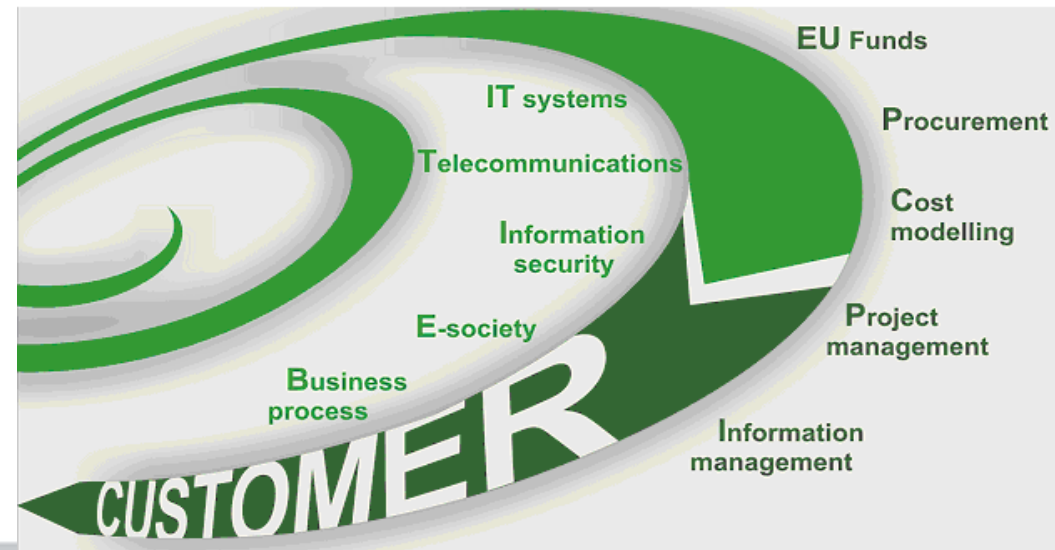 EU Funds
IT systems
Procurement
Telecommunications
Cost
modelling
Information
security
Project
management
E-society
Business
process
Information
management
CUSTOMER